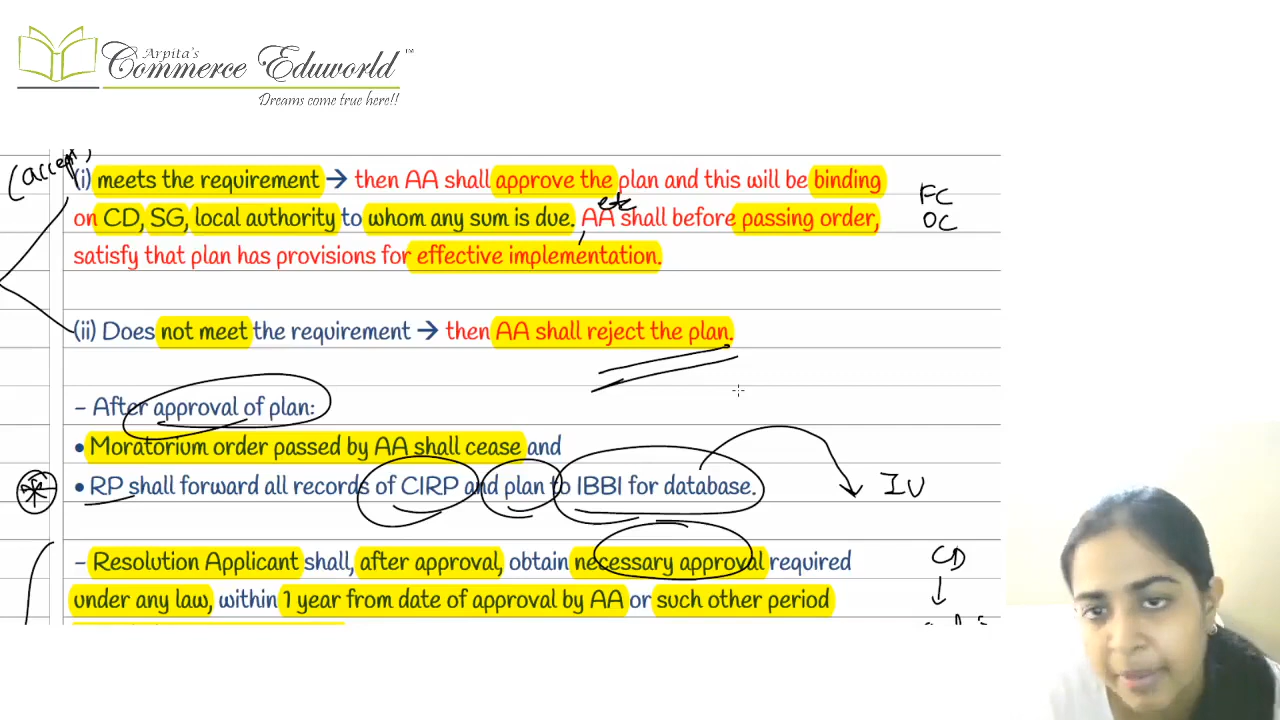 Arpita's
Commerce Eduworld™
Dreams come true here!!
(accept)
(i) meets the requirement → then AA shall approve the plan and this will be binding
FC
etc
on CD, SG, local authority to whom any sum is due. AA shall before passing order,
OC
satisfy that plan has provisions for effective implementation.
(ii) Does not meet the requirement → then AA shall reject the plan.
- After approval of plan:
• Moratorium order passed by AA shall cease and
• RP shall forward all records of CIRP and plan to IBBI for database.
IU
- Resolution Applicant shall, after approval, obtain necessary approval required
CD
under any law, within 1 year from date of approval by AA or such other period